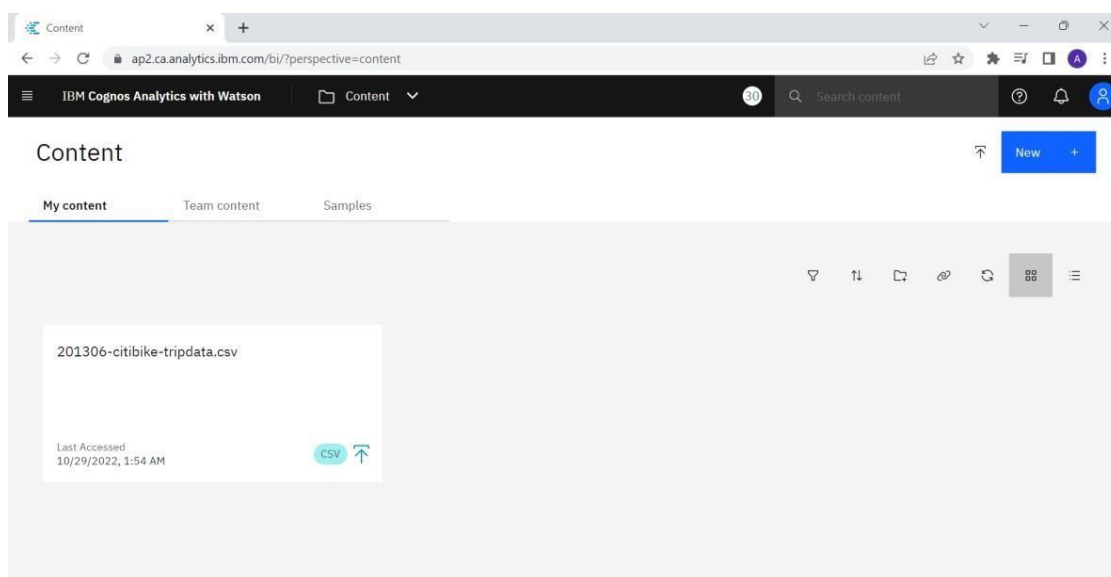 Content
ap2.ca.analytics.ibm.com/bi/?perspective=content
A
IBM Cognos Analytics with Watson
Content
30
Search content
Content
New +
My content
Team content
Samples
201306-citibike-tripdata.csv
Last Accessed
10/29/2022, 1:54 AM
CSV